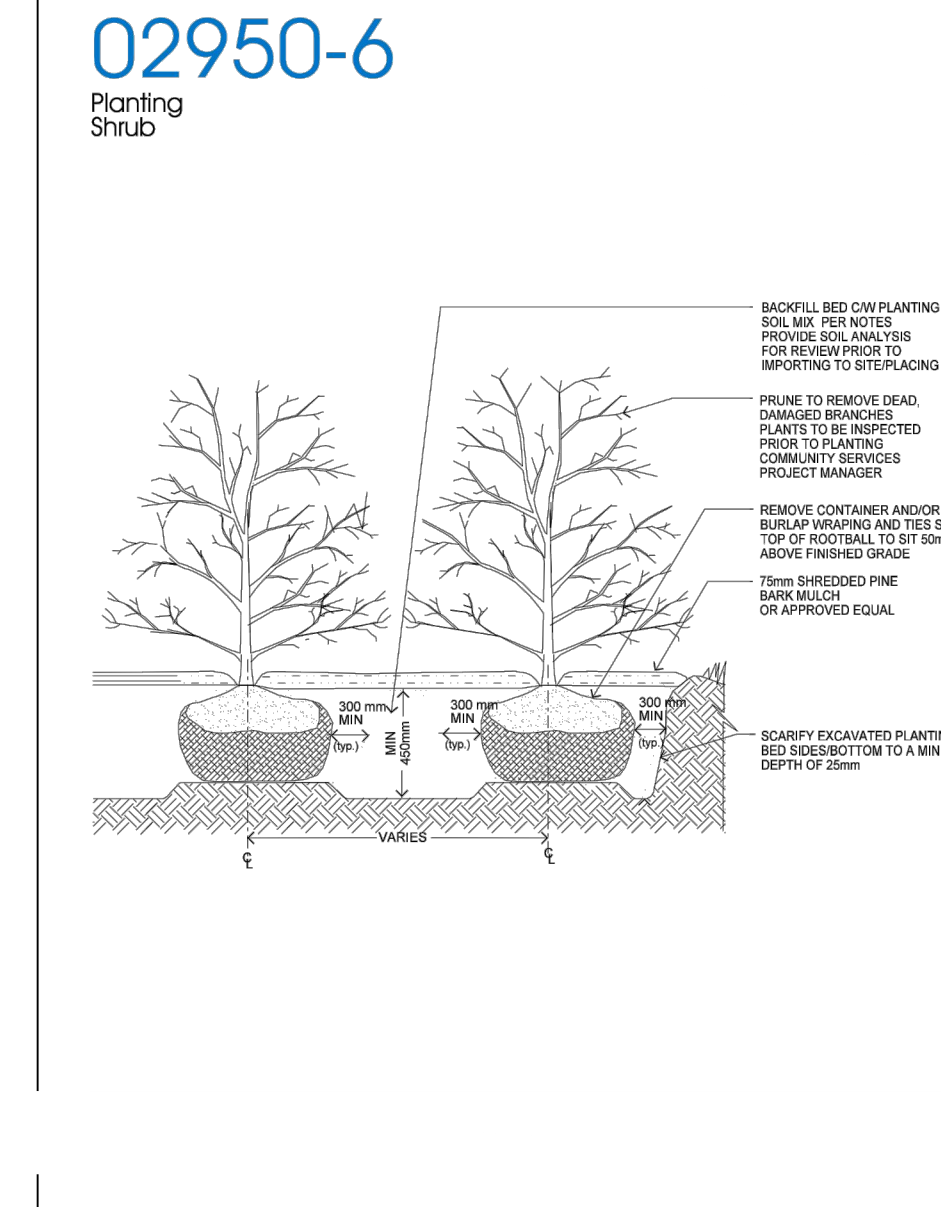 02950-6
Planting
Shrub
BACKFILL BED C/W PLANTING
SOIL MIX PER NOTES
PROVIDE SOIL ANALYSIS
FOR REVIEW PRIOR TO
IMPORTING TO SITE/PLACING
PRUNE TO REMOVE DEAD,
DAMAGED BRANCHES
PLANTS TO BE INSPECTED
PRIOR TO PLANTING
COMMUNITY SERVICES
PROJECT MANAGER
REMOVE CONTAINER AND/OR
BURLAP WRAPING AND TIES
TOP OF ROOTBALL TO SIT
ABOVE FINISHED GRADE
75mm SHREDDED PINE
BARK MULCH
OR APPROVED EQUAL
300 mm
MIN
(typ.)
MIN
450mm
300 mm
MIN
(typ.)
300 mm
MIN
(typ.)
SCARIFY EXCAVATED
BED SIDES/BOTTOM TO A MIN
DEPTH OF 25mm
VARIES
℄
℄